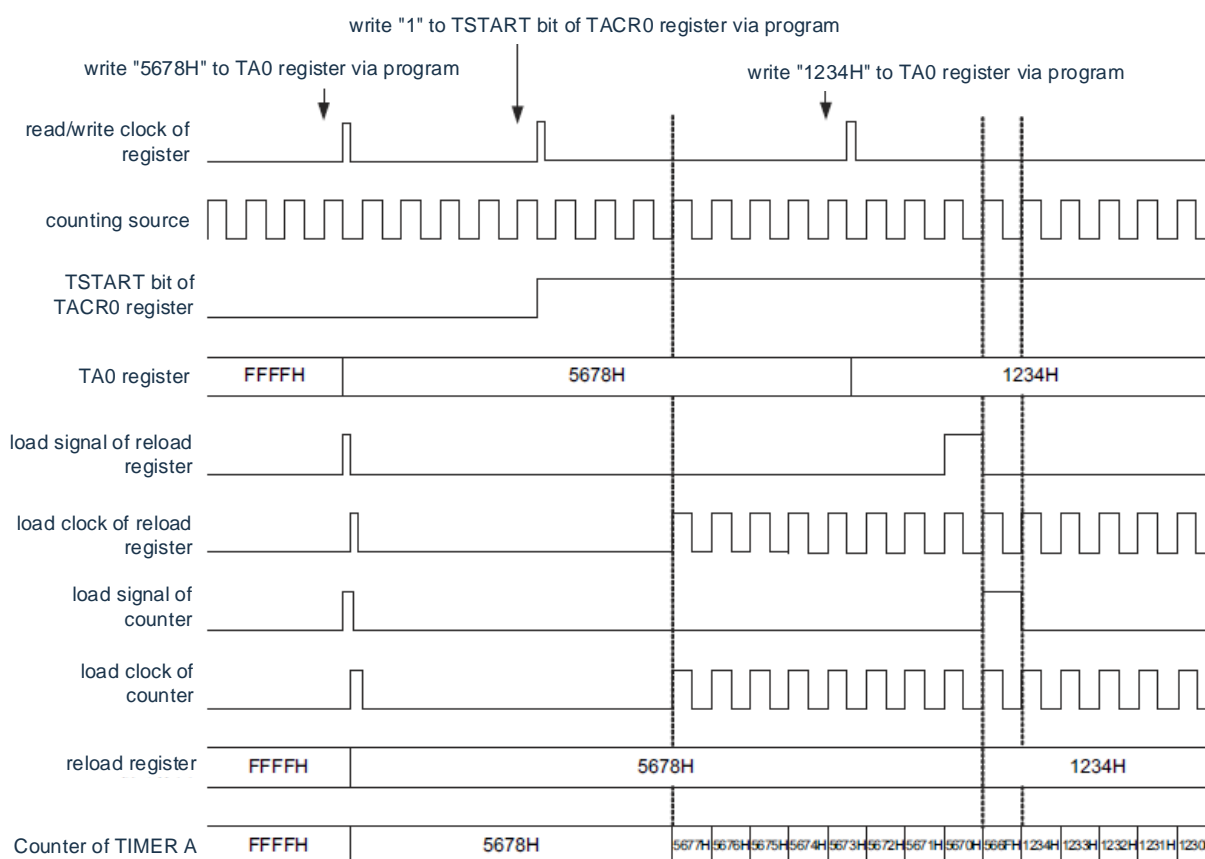 write "1" to TSTART bit of TACR0 register via program
write "5678H" to TA0 register via program
write "1234H" to TA0 register via program
read/write clock of
register
counting source
TSTART bit of
TACR0 register
TA0 register
FFFFH
5678H
1234H
load signal of reload
register
load clock of reload
register
load signal of
counter
load clock of
counter
reload register
FFFFH
5678H
1234H
Counter of TIMER A
FFFFH
5678H
5677H 5676H 5675H 5674H 5673H 5672H 5671H 5670H 566FH 1234H 1233H 1232H 1231H 1230